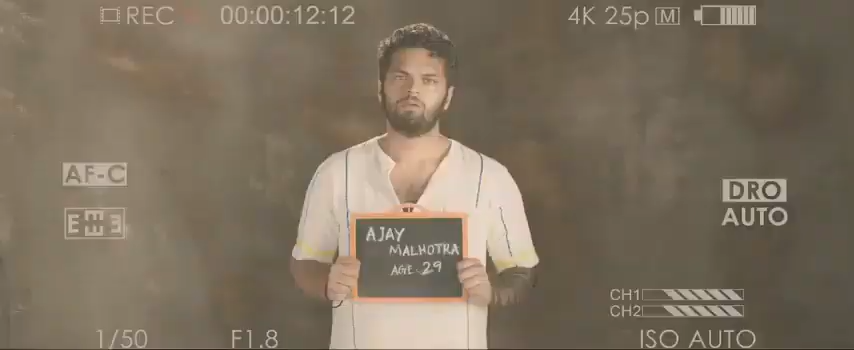 REC 00:00:12:12 4K 25p M
AF-C
DRO
AUTO
AJAY
MALHOTRA
AGE. 29
CH1
CH2
1/50 F1.8 ISO AUTO